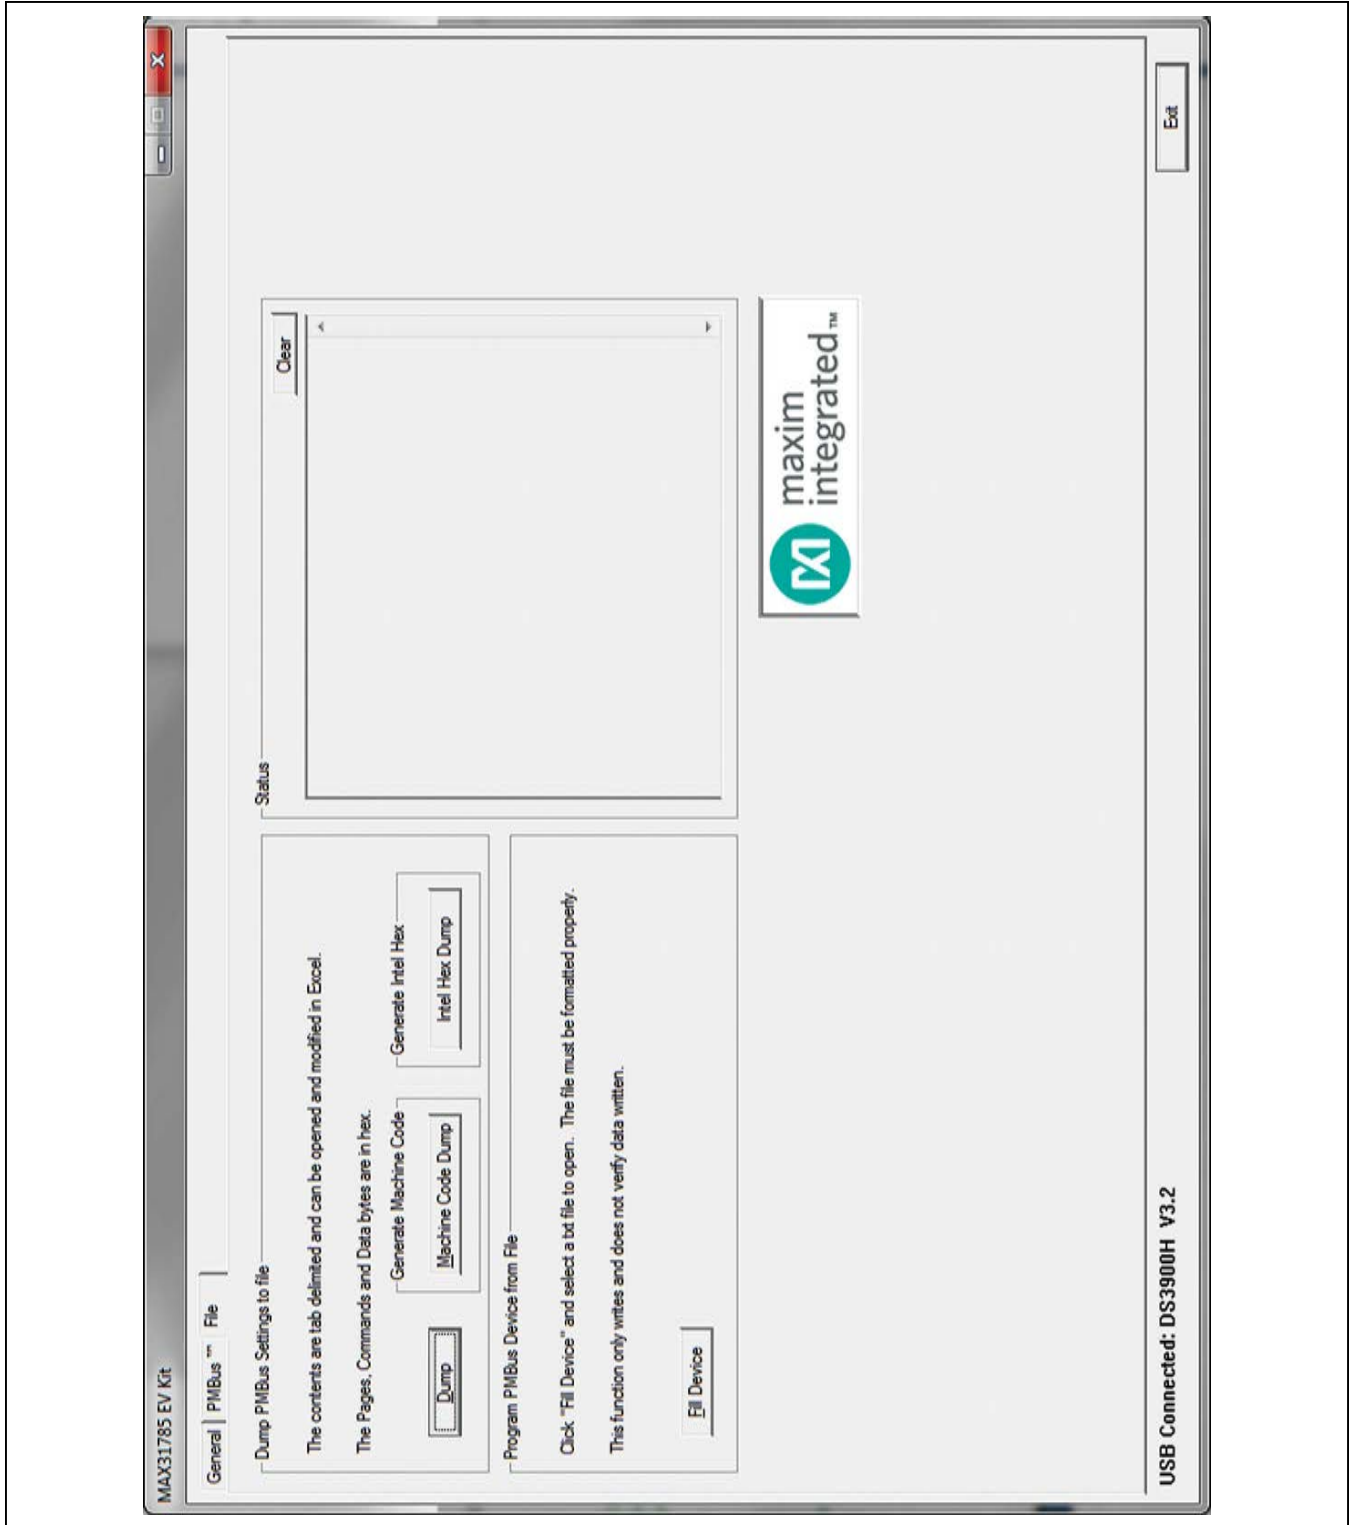 MAX31785 EV Kit
General
PMBus ™
File
Dump PMBus Settings to file
The contents are tab delimited and can be opened and modified in Excel.
The Pages, Commands and Data bytes are in hex.
Generate Machine Code
Generate Intel Hex
Dump
Machine Code Dump
Intel Hex Dump
Program PMBus Device from File
Click "Fill Device" and select a txt file to open.  The file must be formatted properly.
This function only writes and does not verify data written.
Fill Device
Status
Clear
maxim
integrated™
USB Connected: DS3900H  V3.2
Exit